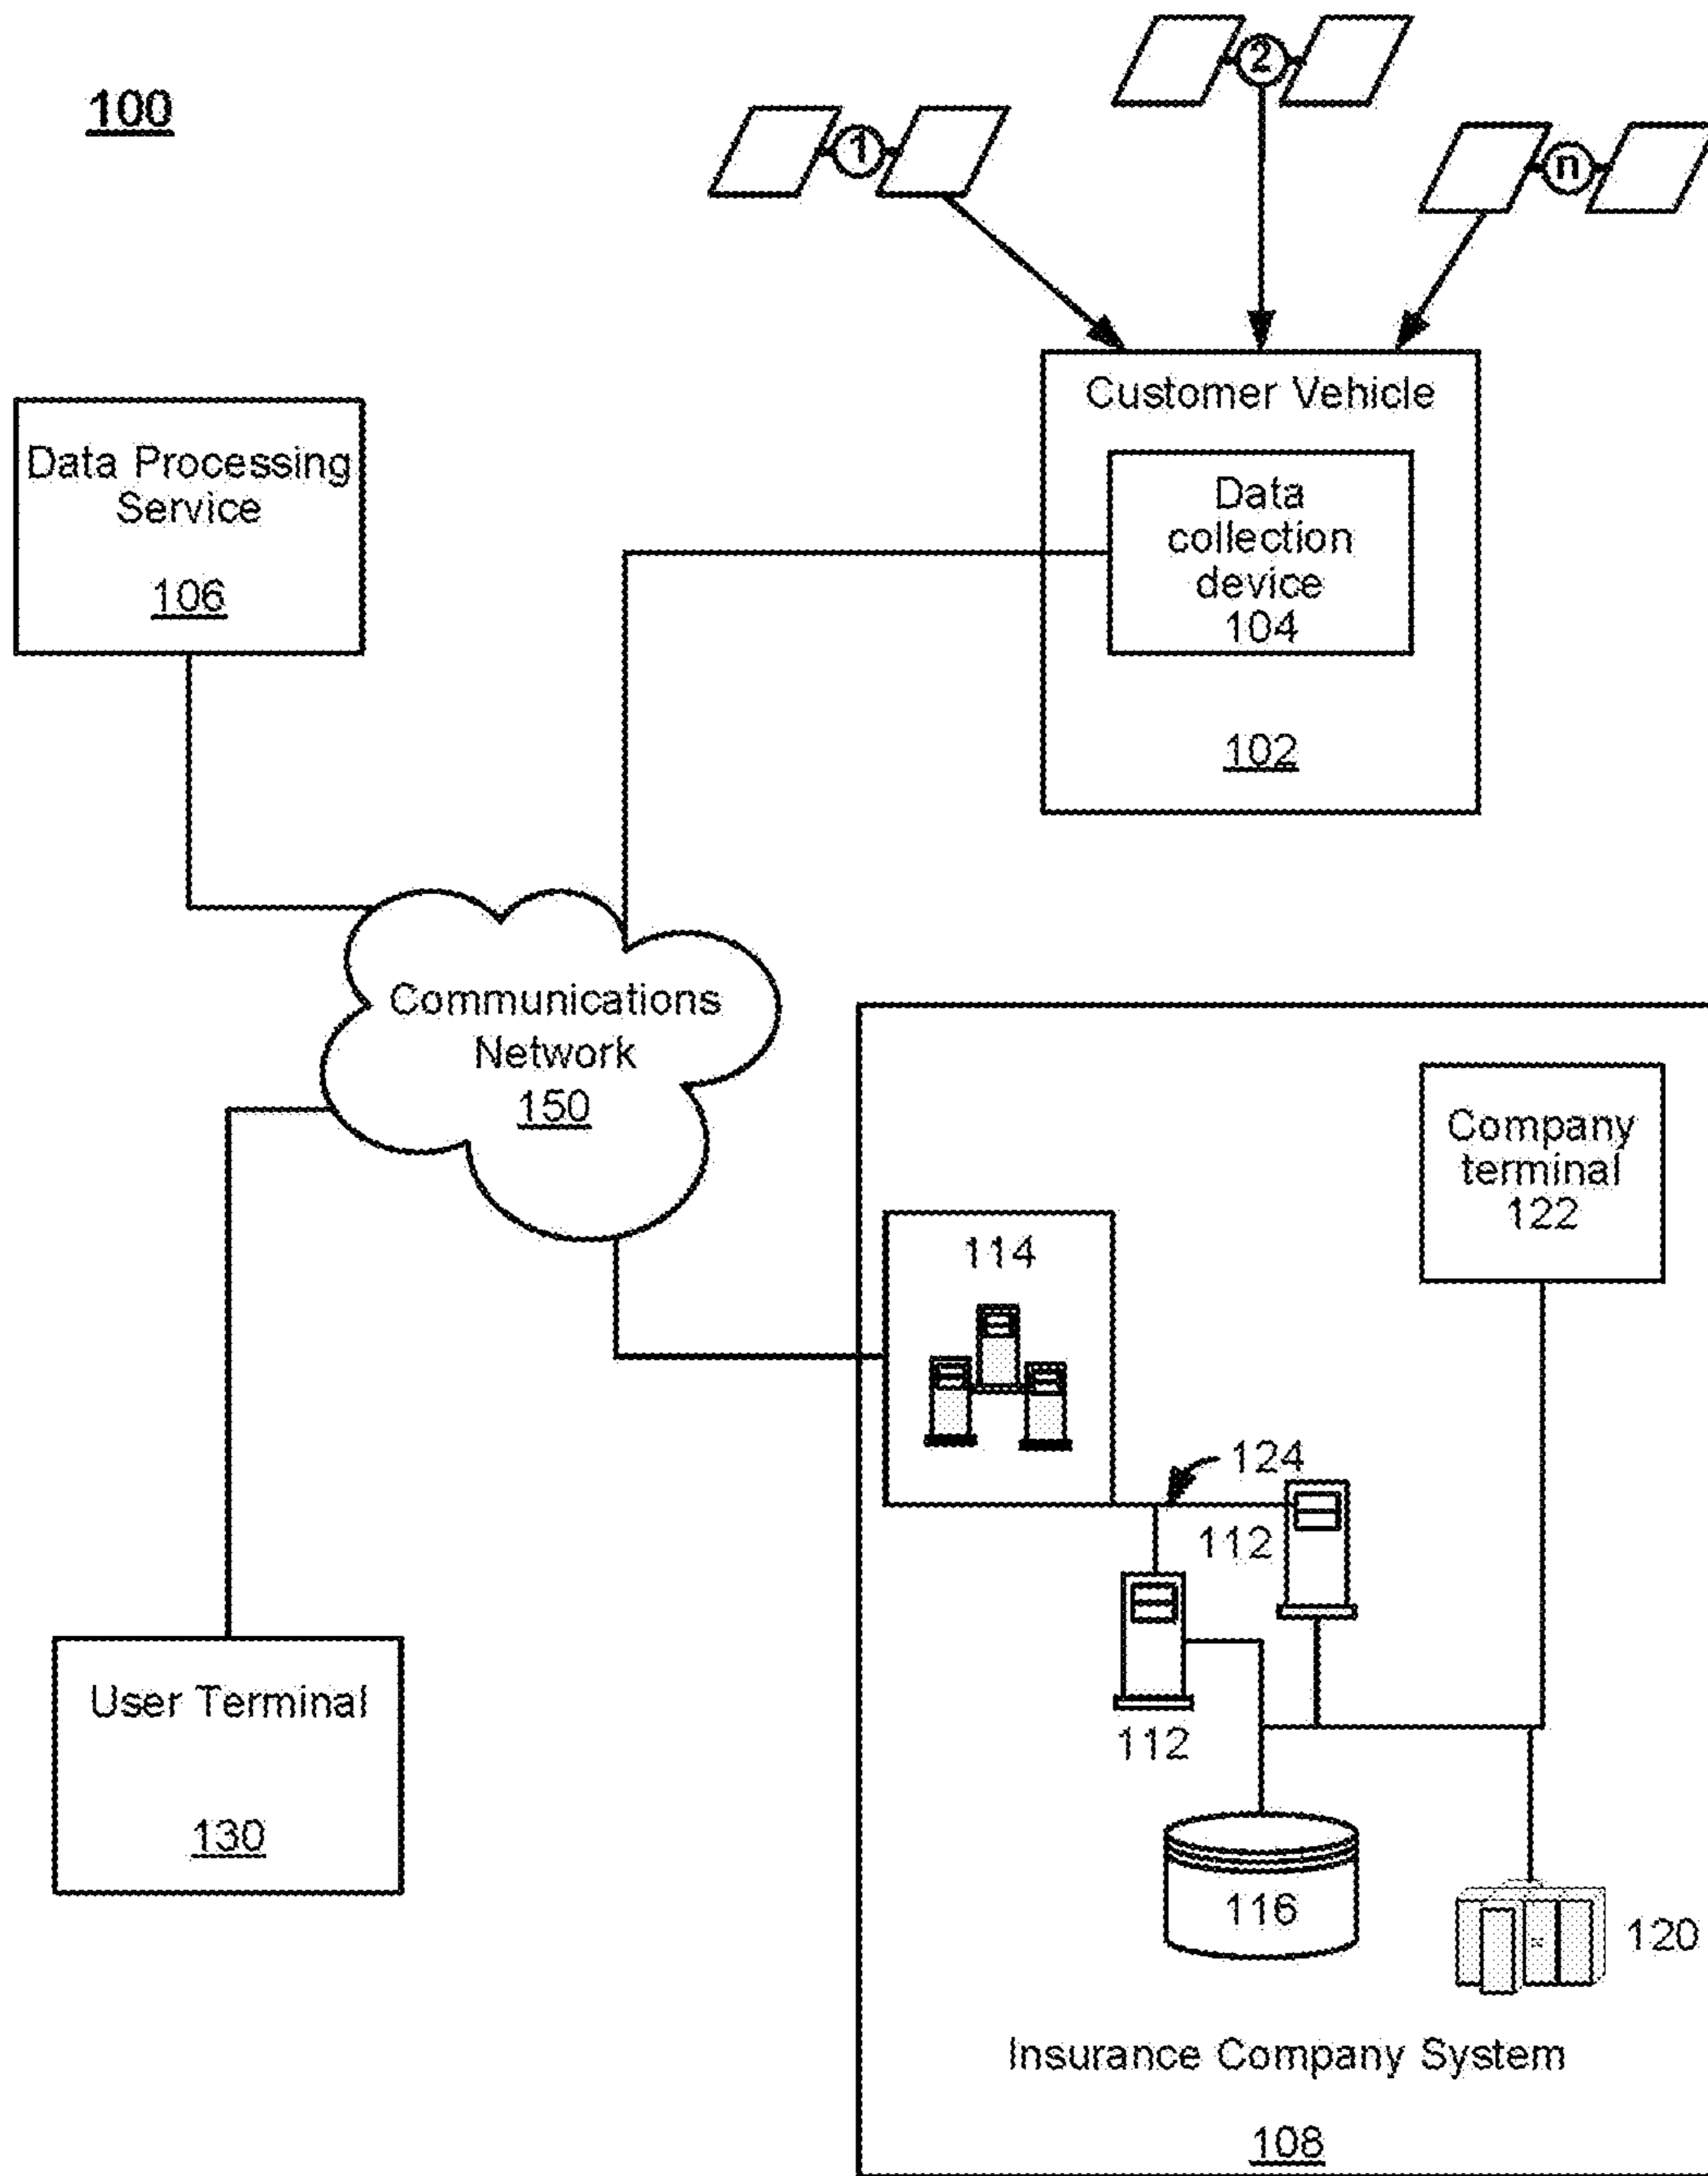 100
1
2
n
Customer Vehicle
Data
collection
device
104
102
Data Processing
Service
106
Communications
Network
150
Company
terminal
122
114
124
112
112
User Terminal
130
116
120
Insurance Company System
108